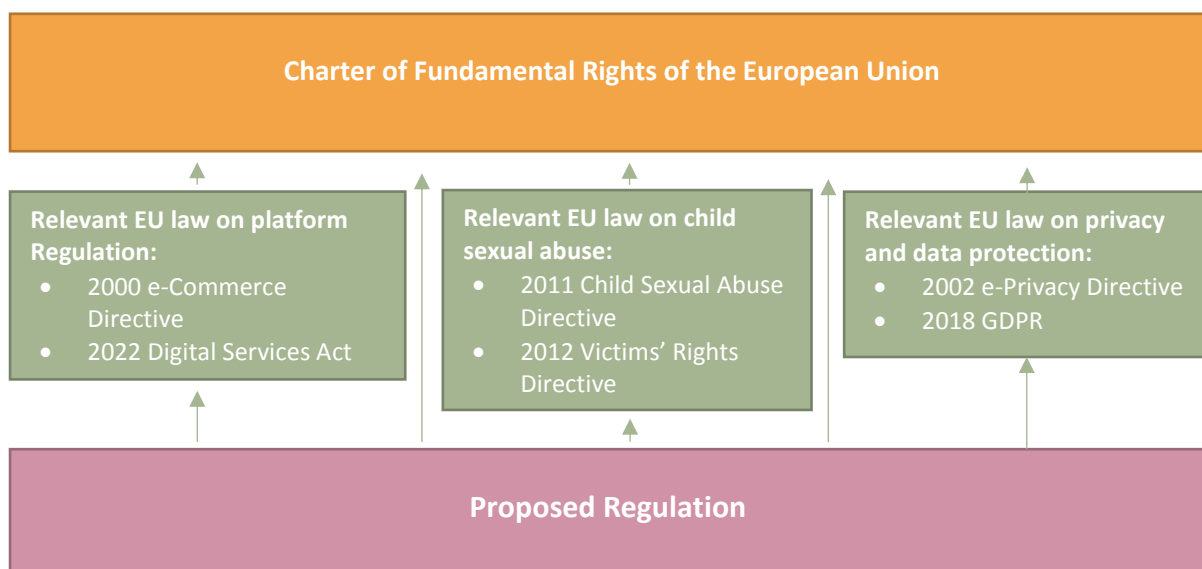 Charter of Fundamental Rights of the European Union
Relevant EU law on platform
Regulation:
• 2000 e-Commerce
Directive
• 2022 Digital Services Act
Relevant EU law on child
sexual abuse:
• 2011 Child Sexual Abuse
Directive
• 2012 Victims’ Rights
Directive
Relevant EU law on privacy
and data protection:
• 2002 e-Privacy Directive
• 2018 GDPR
Proposed Regulation